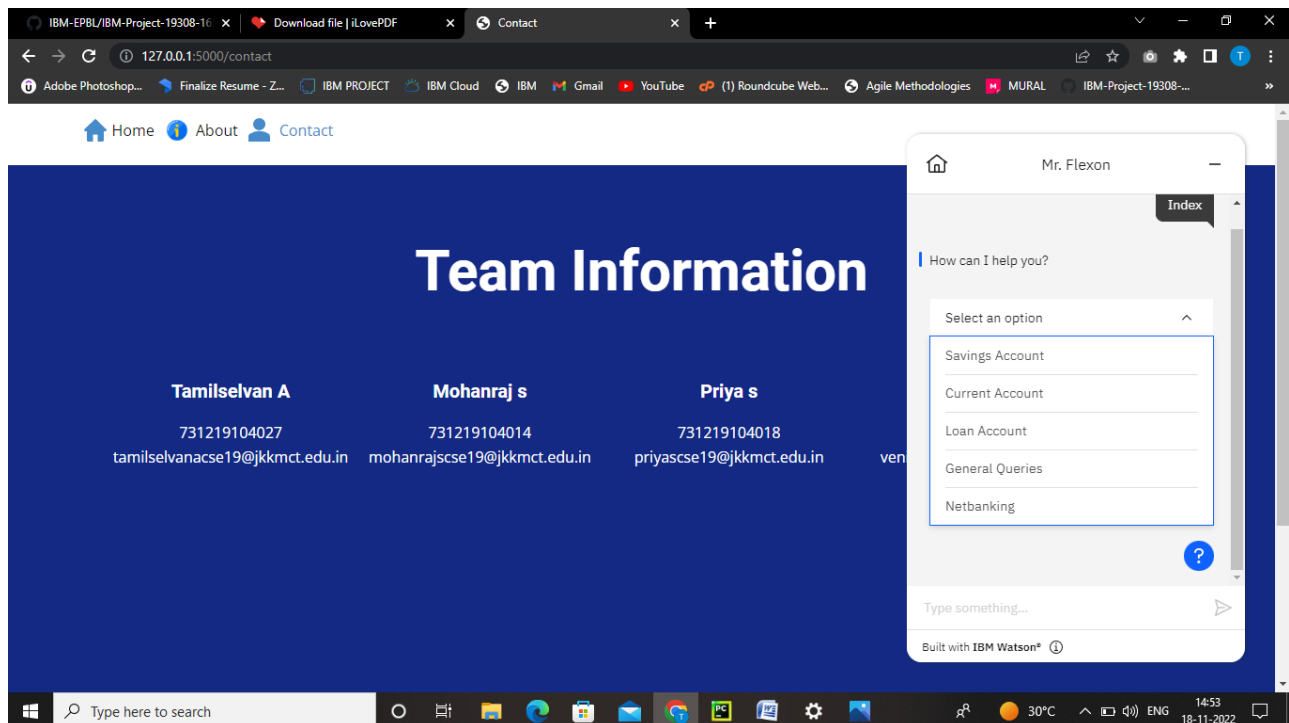 IBM-EPBL/IBM-Project-19308-16
Download file | iLovePDF
Contact
127.0.0.1:5000/contact
Adobe Photoshop... Finalize Resume - Z... IBM PROJECT IBM Cloud IBM Gmail YouTube (1) Roundcube Web... Agile Methodologies MURAL IBM-Project-19308-... »
Home About Contact
Team Information
Tamilselvan A
731219104027
tamilselvanacse19@jkkmct.edu.in
Mohanraj s
731219104014
mohanrajscse19@jkkmct.edu.in
Priya s
731219104018
priyascse19@jkkmct.edu.in
ven
Mr. Flexon
Index
How can I help you?
Select an option
Savings Account
Current Account
Loan Account
General Queries
Netbanking
?
Type something...
Built with IBM Watson®
Type here to search
30°C ENG
14:53
18-11-2022